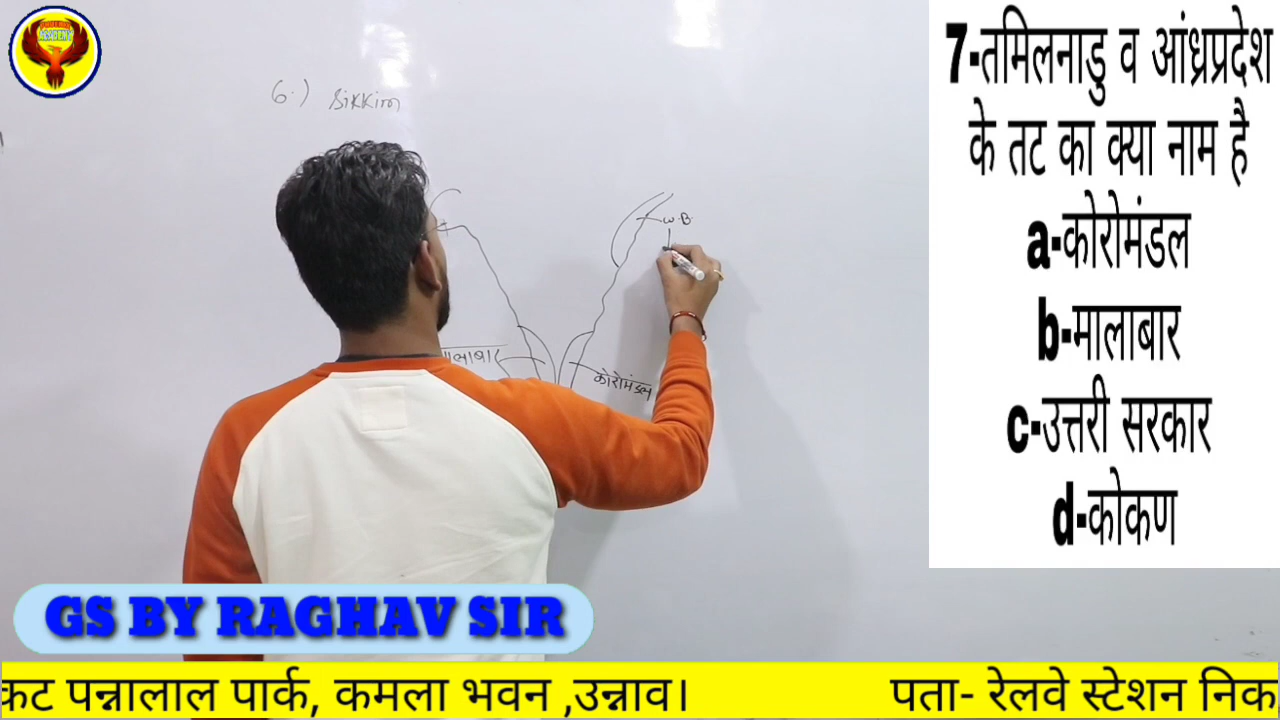 ACADEMY
6.) Sikkim
W.B.
कोरोमंडल
7-तमिलनाडु व आंध्रप्रदेश
के तट का क्या नाम है
a-कोरोमंडल
b-मालाबार
c-उत्तरी सरकार
d-कोकण
GS BY RAGHAV SIR
कट पन्नालाल पार्क, कमला भवन ,उन्नाव। पता- रेलवे स्टेशन निक